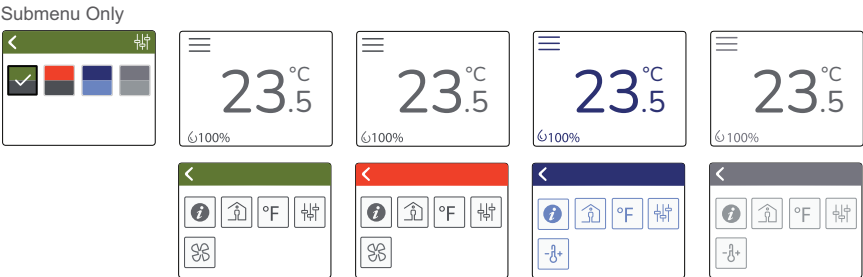 Submenu Only
23.5 °C
100%
23.5 °C
100%
23.5 °C
100%
23.5 °C
100%
i °F
i °F
i °F
- +
i °F
- +